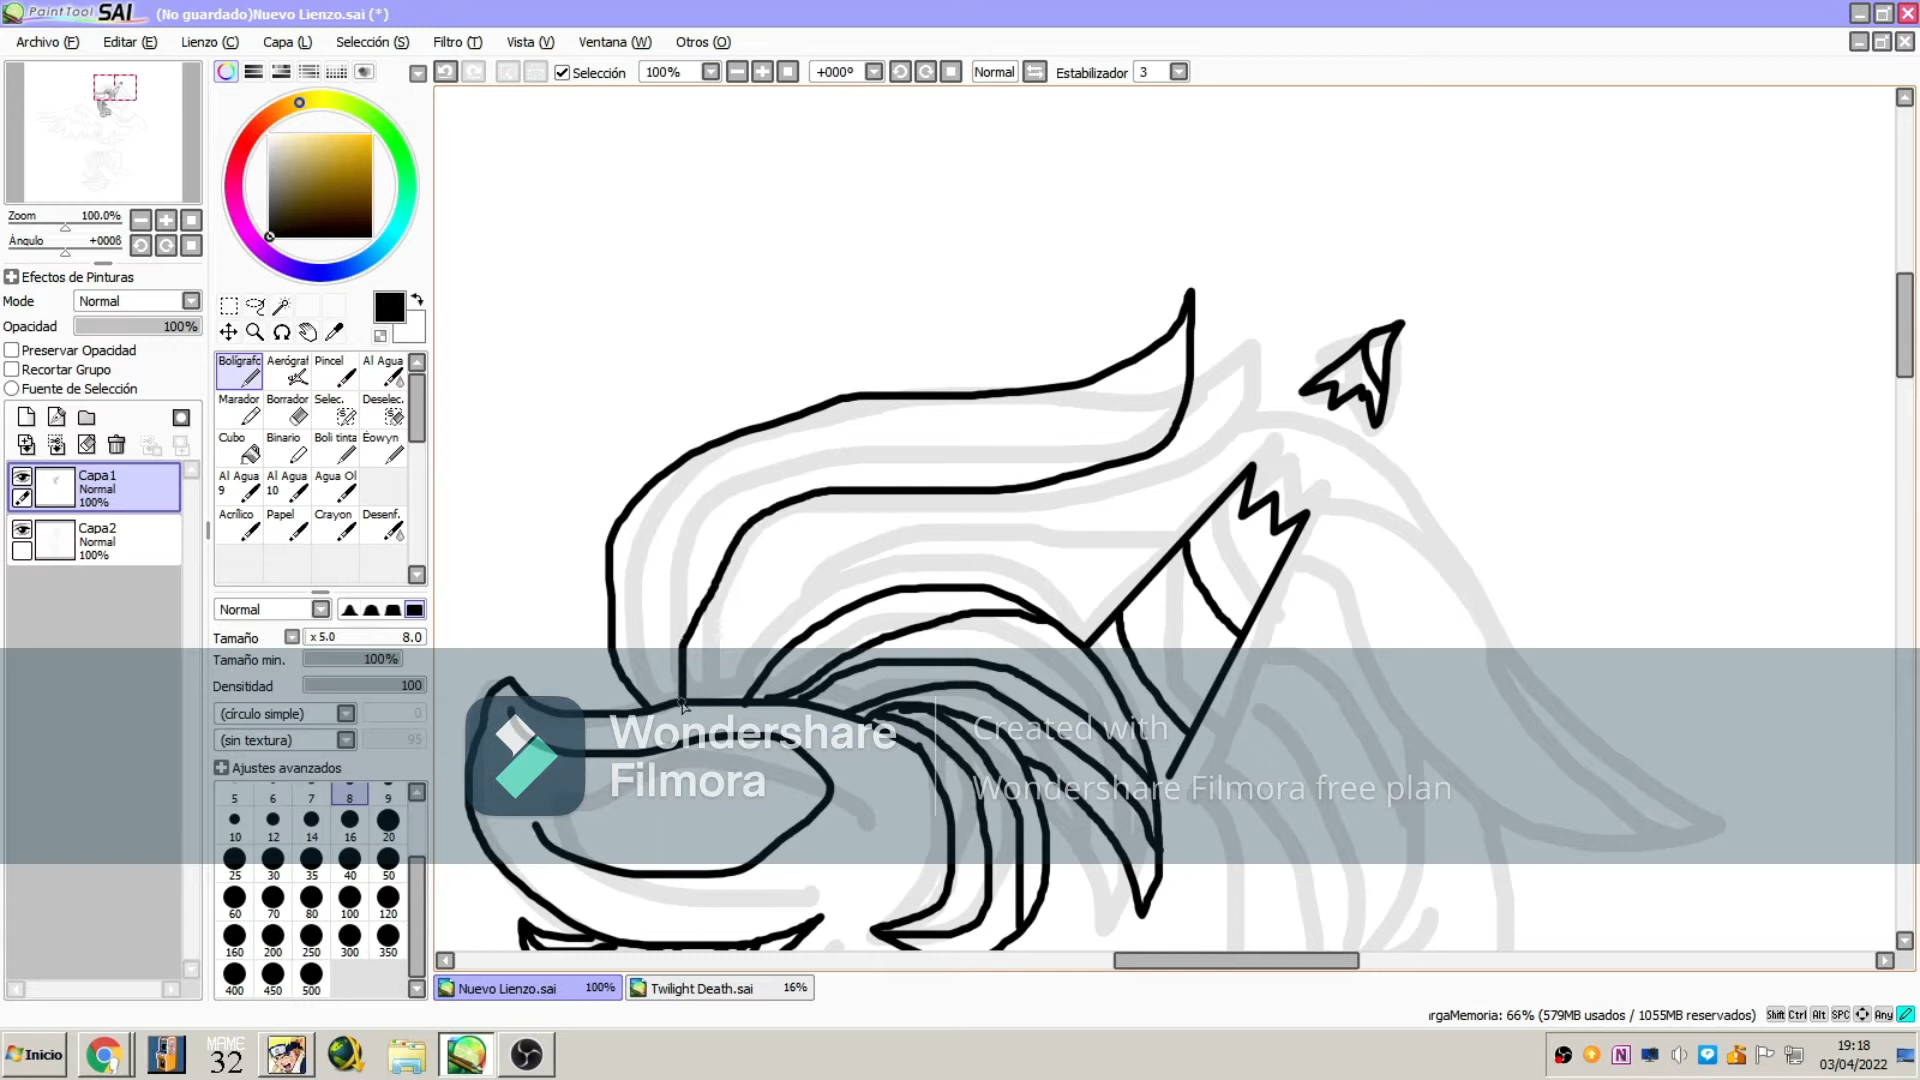 PaintTool SAI (No guardado)Nuevo Lienzo.sai (*)
Archivo (F) Editar (E) Lienzo (C) Capa (L) Selección (S) Filtro (T) Vista (V) Ventana (W) Otros (O)
Selección 100% +000º Normal Estabilizador 3
Zoom 100.0%
Ángulo +000ß
Efectos de Pinturas
Mode Normal
Opacidad 100%
Preservar Opacidad
Recortar Grupo
Fuente de Selección
Capa1
Normal
100%
Capa2
Normal
100%
Bolígrafo Aerógraf Pincel Al Agua
Marador Borrador Selec. Deselec.
Cubo Binario Boli tinta Éowyn
Al Agua 9 Al Agua 10 Agua Ol
Acrílico Papel Crayon Desenf.
Normal
Tamaño x 5.0 8.0
Tamaño min. 100%
Densitidad 100
(círculo simple) 0
(sin textura) 95
Ajustes avanzados
5 6 7 8 9
10 12 14 16 20
25 30 35 40 50
60 70 80 100 120
160 200 250 300 350
400 450 500
Wondershare
Filmora
Created with
Wondershare Filmora free plan
Nuevo Lienzo.sai 100% Twilight Death.sai 16%
ırgaMemoria: 66% (579MB usados / 1055MB reservados) Shift Ctrl Alt SPC Any
Inicio
MAME
32
N
19:18
03/04/2022